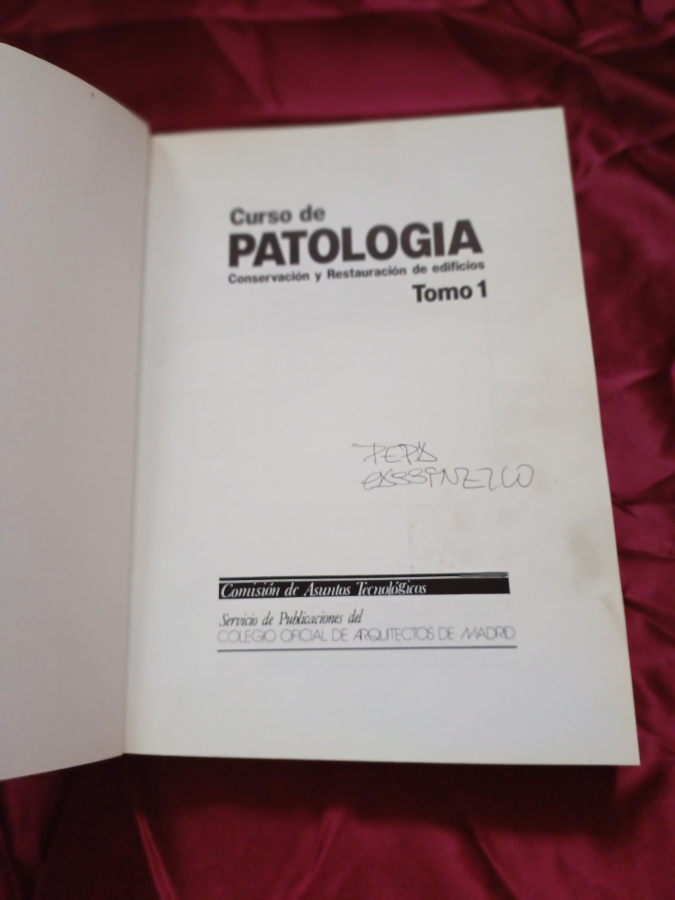 Curso de
PATOLOGIA
Conservación y Restauración de edificios
Tomo 1
PEPA
Comisión de Asuntos Tecnológicos
Servicio de Publicaciones del
COLEGIO OFICIAL DE ARQUITECTOS DE MADRID